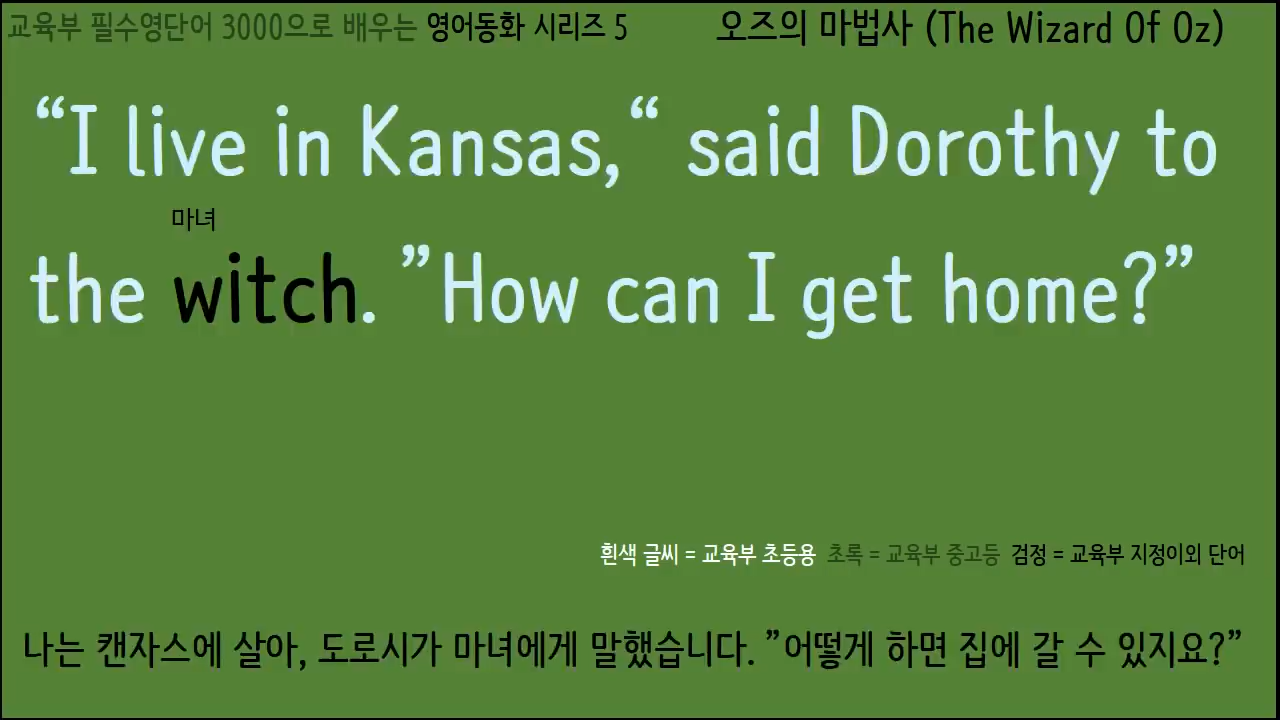 교육부 필수영단어 3000으로 배우는 영어동화 시리즈 5 오즈의 마법사 (The Wizard Of Oz)
“I live in Kansas,“ said Dorothy to
마녀
the witch. ”How can I get home?”
흰색 글씨 = 교육부 초등용 초록 = 교육부 중고등 검정 = 교육부 지정이외 단어
나는 캔자스에 살아, 도로시가 마녀에게 말했습니다. ”어떻게 하면 집에 갈 수 있지요?”